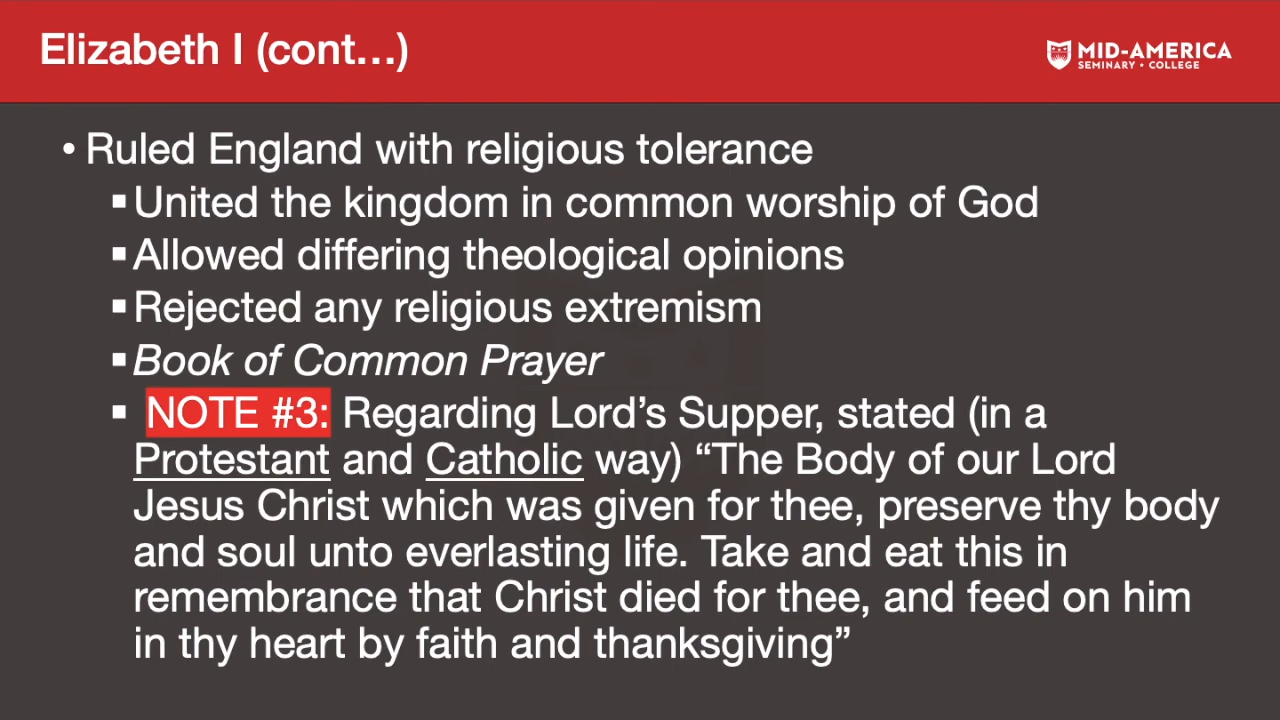 Elizabeth I (cont…)
MID-AMERICA
SEMINARY • COLLEGE
• Ruled England with religious tolerance
▪ United the kingdom in common worship of God
▪ Allowed differing theological opinions
▪ Rejected any religious extremism
▪ Book of Common Prayer
▪ NOTE #3: Regarding Lord’s Supper, stated (in a
Protestant and Catholic way) “The Body of our Lord
Jesus Christ which was given for thee, preserve thy body
and soul unto everlasting life. Take and eat this in
remembrance that Christ died for thee, and feed on him
in thy heart by faith and thanksgiving”